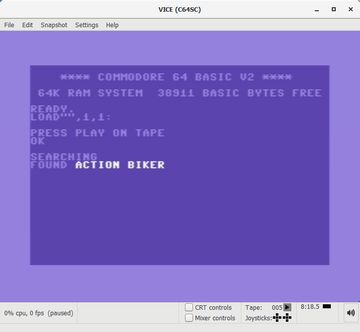 VICE (C64SC)
File Edit Snapshot Settings Help
**** COMMODORE 64 BASIC V2 ****
64K RAM SYSTEM 38911 BASIC BYTES FREE
READY.
LOAD"",1,1:
PRESS PLAY ON TAPE
OK
SEARCHING
FOUND ACTION BIKER
CRT controls Tape: 005 8:18.5
0% cpu, 0 fps (paused)
Mixer controls Joysticks: